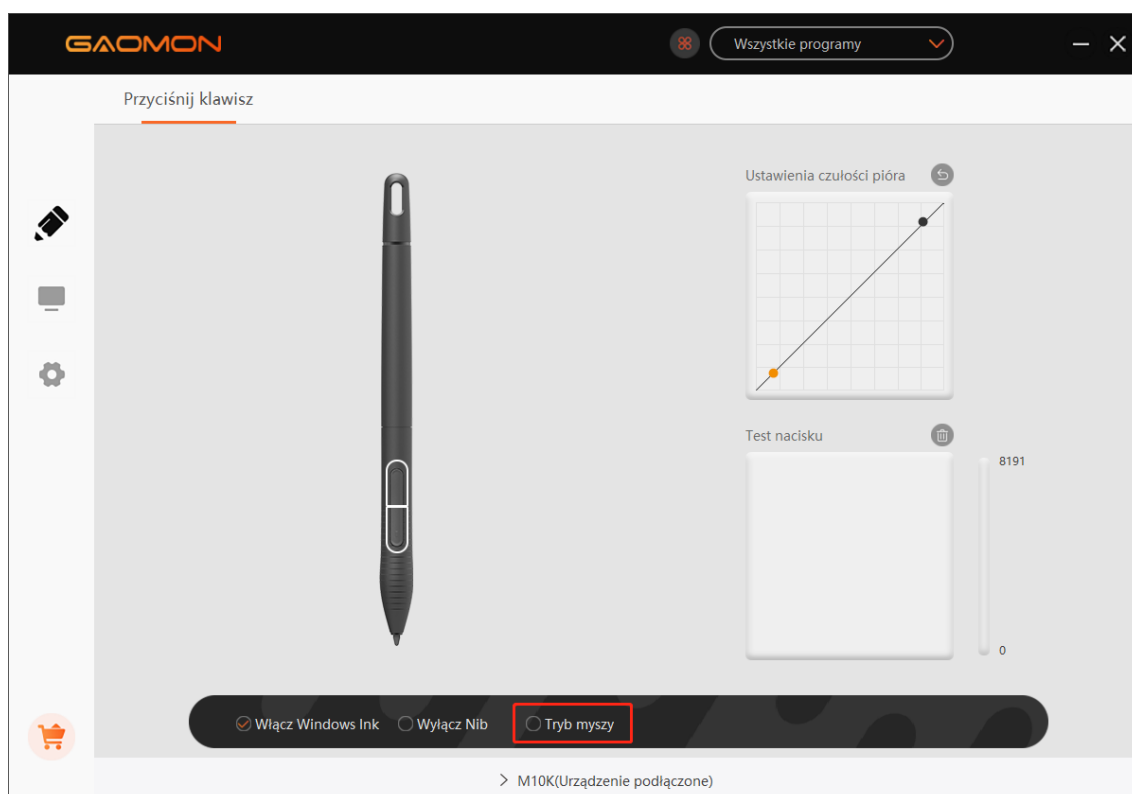 GAOMON
Wszystkie programy
Przyciśnij klawisz
Ustawienia czułości pióra
Test nacisku
8191
0
Włącz Windows Ink Wyłącz Nib Tryb myszy
M10K(Urządzenie podłączone)